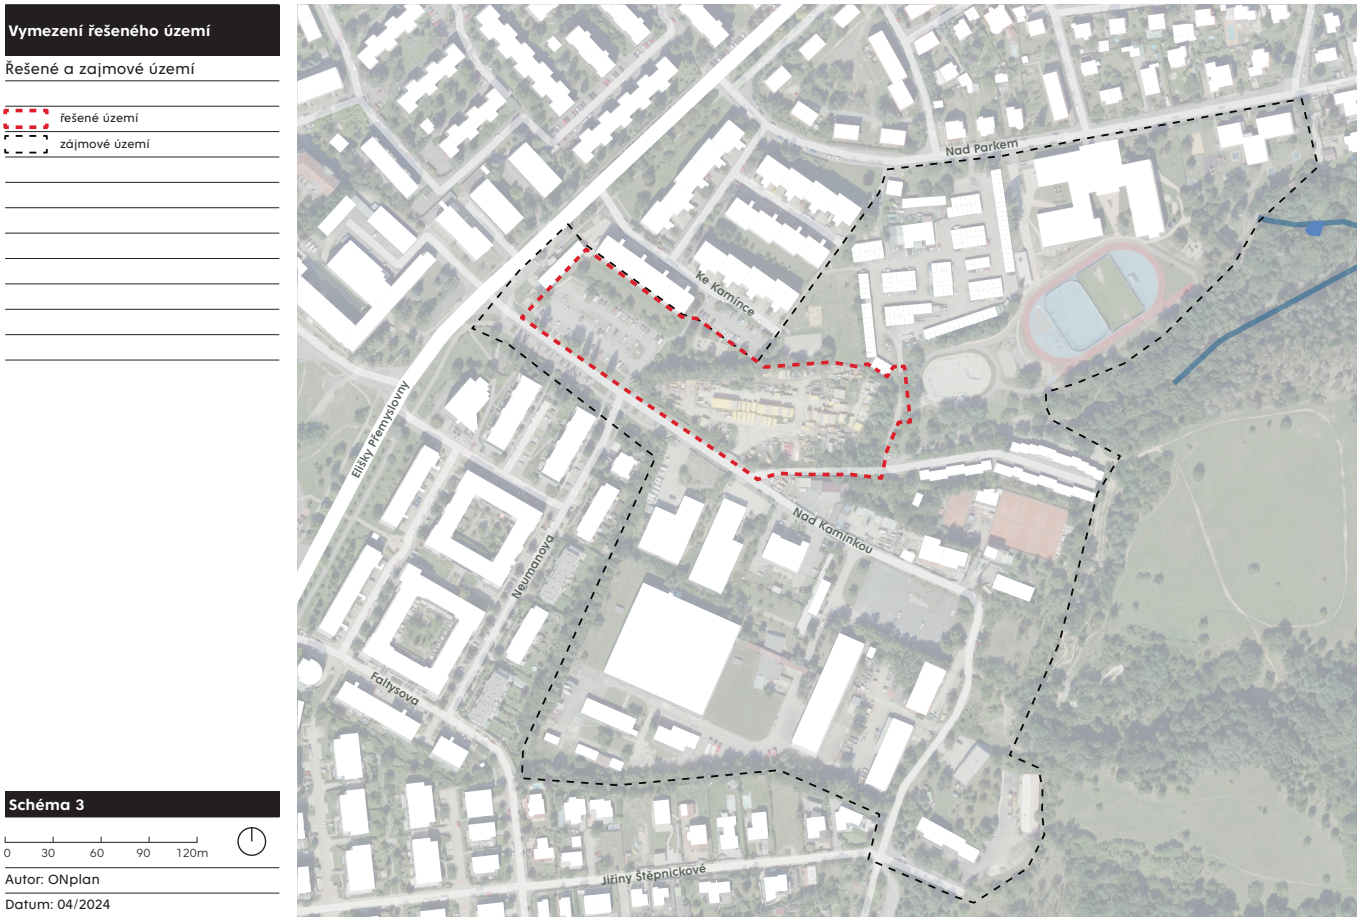 Vymezení řešeného území
Řešené a zajmové území
řešené území
zájmové území
Schéma 3
0 30 60 90 120m
Autor: ONplan
Datum: 04/2024
Nad Parkem
Ke Kamínce
Elišky Přemyslovny
Nad Kamínkou
Neumanova
Faltysova
Jiřiny Štěpnickové